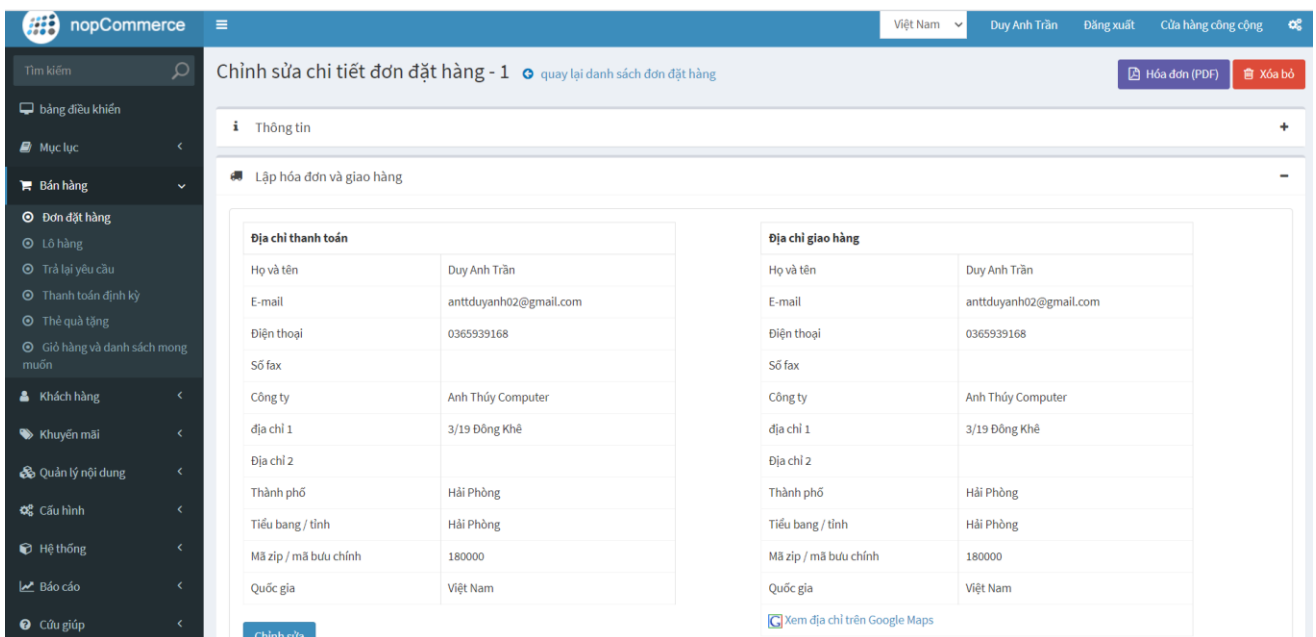 nopCommerce
Việt Nam Duy Anh Trần Đăng xuất Cửa hàng công cộng
Tìm kiếm
Chỉnh sửa chi tiết đơn đặt hàng - 1 quay lại danh sách đơn đặt hàng
Hóa đơn (PDF) Xóa bỏ
bảng điều khiển
Mục lục
Bán hàng
Đơn đặt hàng
Lô hàng
Trả lại yêu cầu
Thanh toán định kỳ
Thẻ quà tặng
Giỏ hàng và danh sách mong
muốn
Khách hàng
Khuyến mãi
Quản lý nội dung
Cấu hình
Hệ thống
Báo cáo
Cứu giúp
Thông tin
Lập hóa đơn và giao hàng
Địa chỉ thanh toán
Họ và tên Duy Anh Trần
E-mail anttduyanh02@gmail.com
Điện thoại 0365939168
Số fax
Công ty Anh Thúy Computer
địa chỉ 1 3/19 Đông Khê
Địa chỉ 2
Thành phố Hải Phòng
Tiểu bang / tỉnh Hải Phòng
Mã zip / mã bưu chính 180000
Quốc gia Việt Nam
Chỉnh sửa
Địa chỉ giao hàng
Họ và tên Duy Anh Trần
E-mail anttduyanh02@gmail.com
Điện thoại 0365939168
Số fax
Công ty Anh Thúy Computer
địa chỉ 1 3/19 Đông Khê
Địa chỉ 2
Thành phố Hải Phòng
Tiểu bang / tỉnh Hải Phòng
Mã zip / mã bưu chính 180000
Quốc gia Việt Nam
Xem địa chỉ trên Google Maps